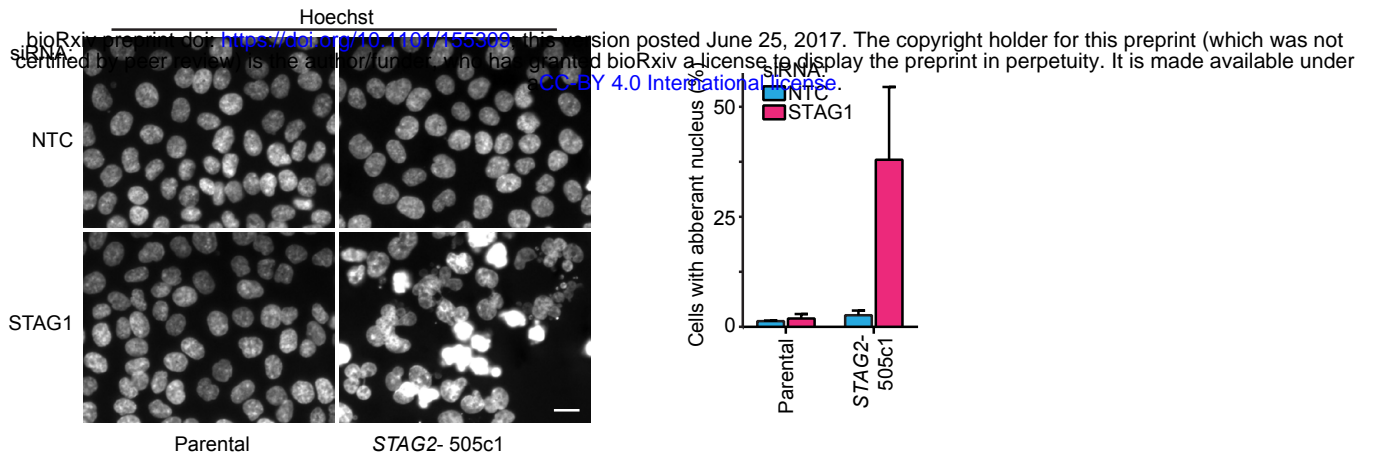 Hoechst
bioRxiv preprint doi: https://doi.org/10.1101/155309; this version posted June 25, 2017. The copyright holder for this preprint (which was not
siRNA:
certified by peer review) is the author/funder, who has granted bioRxiv a license to display the preprint in perpetuity. It is made available under
siRNA:
aCC-BY 4.0 International license.
NTC
STAG1
NTC
STAG1
Parental
STAG2- 505c1
Cells with abberant nucleus (%)
50
25
0
Parental
STAG2-
505c1